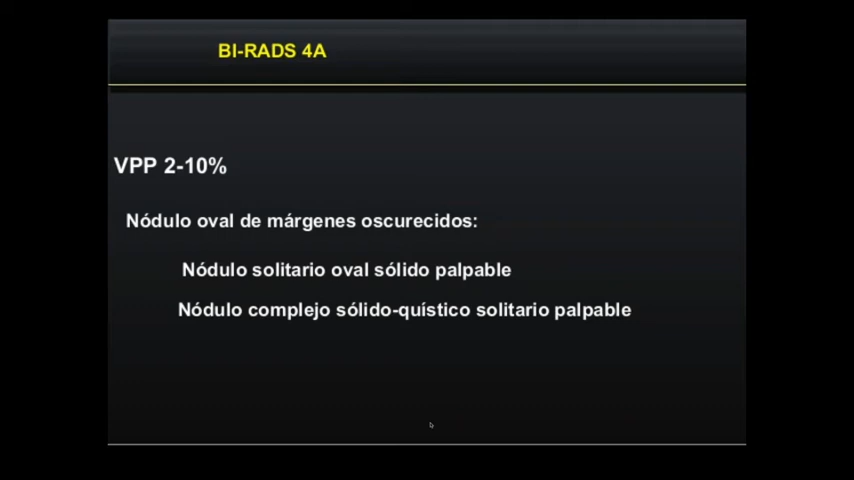 BI-RADS 4A
VPP 2-10%
Nódulo oval de márgenes oscurecidos:
Nódulo solitario oval sólido palpable
Nódulo complejo sólido-quístico solitario palpable